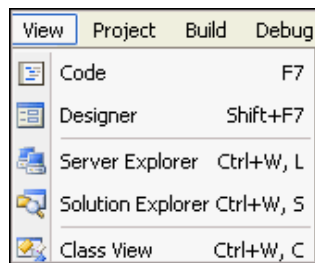 View Project Build Debug
Code F7
Designer Shift+F7
Server Explorer Ctrl+W, L
Solution Explorer Ctrl+W, S
Class View Ctrl+W, C